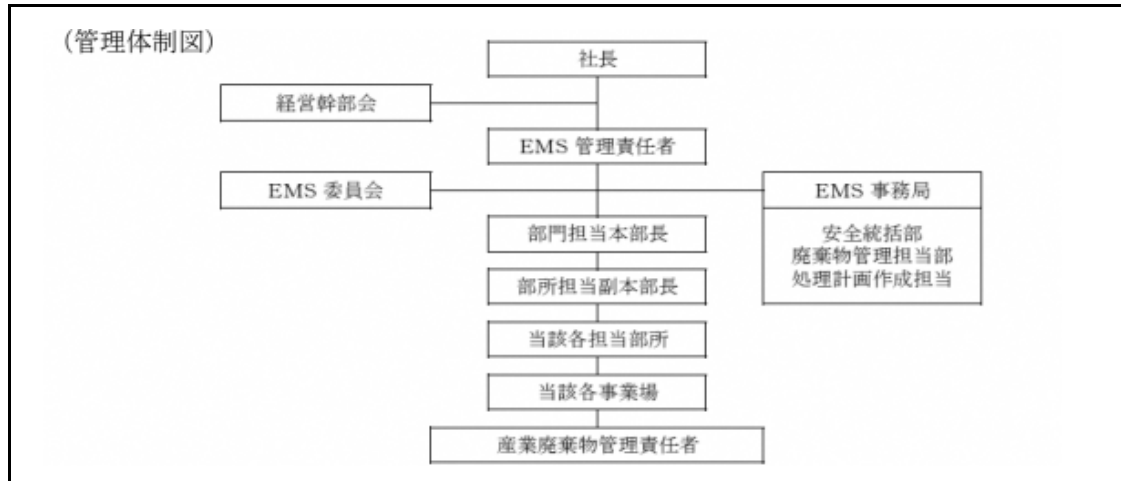 (管理体制図)
社長
経営幹部会
EMS 管理責任者
EMS 委員会
EMS 事務局
安全統括部
廃棄物管理担当部
処理計画作成担当
部門担当本部長
部所担当副本部長
当該各担当部所
当該各事業場
産業廃棄物管理責任者